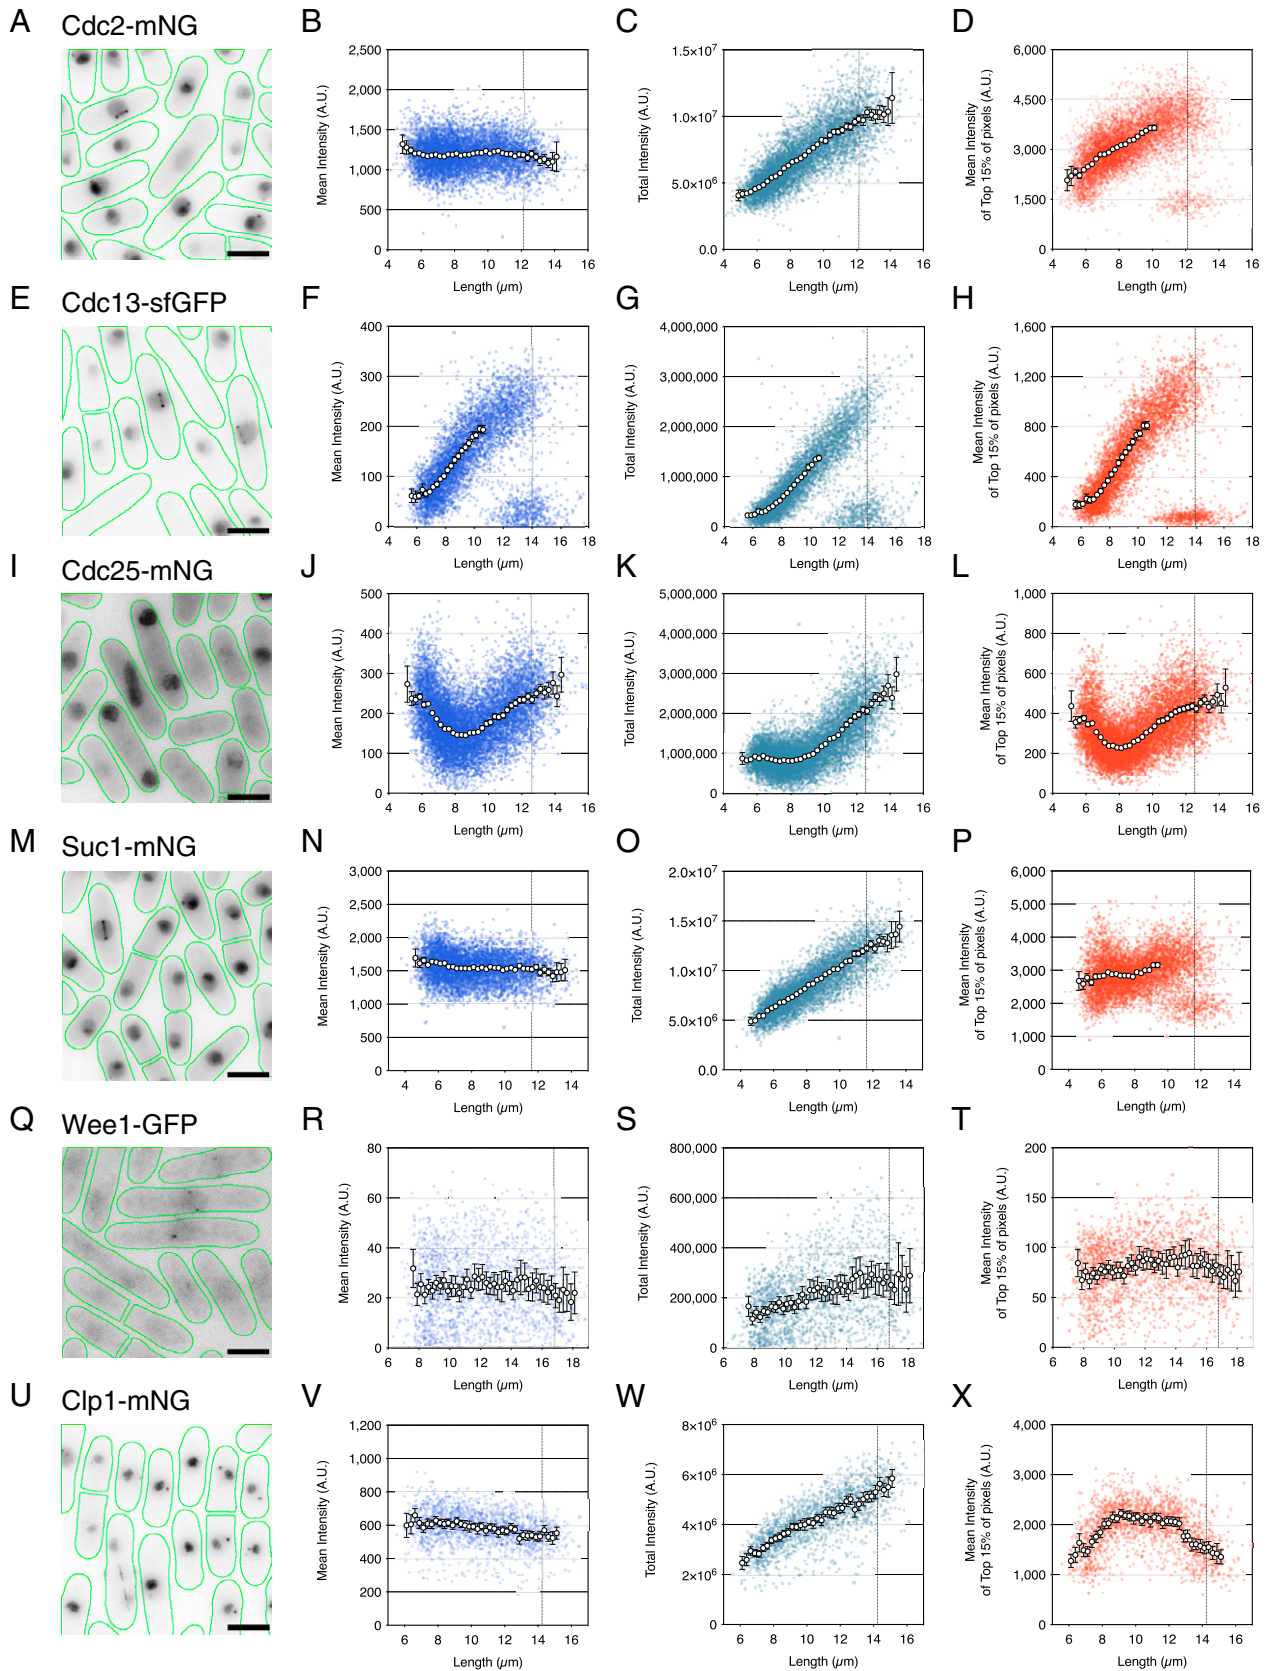 A Cdc2-mNG B C D
2,500
2,000
1,500
1,000
500
0
Mean Intensity (A.U.)
4 6 8 10 12 14 16
Length (µm)
1.5×10⁷
1.0×10⁷
5.0×10⁶
0.0
Total Intensity (A.U.)
4 6 8 10 12 14 16
Length (µm)
6,000
4,500
3,000
1,500
0
Mean Intensity
of Top 15% of pixels (A.U.)
4 6 8 10 12 14 16
Length (µm)
E Cdc13-sfGFP F G H
400
300
200
100
0
Mean Intensity (A.U.)
4 6 8 10 12 14 16 18
Length (µm)
4,000,000
3,000,000
2,000,000
1,000,000
0
Total Intensity (A.U.)
4 6 8 10 12 14 16 18
Length (µm)
1,600
1,200
800
400
0
Mean Intensity
of Top 15% of pixels (A.U.)
4 6 8 10 12 14 16 18
Length (µm)
I Cdc25-mNG J K L
500
400
300
200
100
0
Mean Intensity (A.U.)
4 6 8 10 12 14 16
Length (µm)
5,000,000
4,000,000
3,000,000
2,000,000
1,000,000
0
Total Intensity (A.U.)
4 6 8 10 12 14 16
Length (µm)
1,000
800
600
400
200
0
Mean Intensity
of Top 15% of pixels (A.U.)
4 6 8 10 12 14 16
Length (µm)
M Suc1-mNG N O P
3,000
2,500
2,000
1,500
1,000
500
0
Mean Intensity (A.U.)
4 6 8 10 12 14 16
Length (µm)
2.0×10⁷
1.5×10⁷
1.0×10⁷
5.0×10⁶
0.0
Total Intensity (A.U.)
4 6 8 10 12 14
Length (µm)
6,000
5,000
4,000
3,000
2,000
1,000
0
Mean Intensity
of Top 15% of pixels (A.U.)
4 6 8 10 12 14
Length (µm)
Q Wee1-GFP R S T
80
60
40
20
0
Mean Intensity (A.U.)
6 8 10 12 14 16 18
Length (µm)
800,000
600,000
400,000
200,000
0
Total Intensity (A.U.)
6 8 10 12 14 16 18
Length (µm)
200
150
100
50
0
Mean Intensity
of Top 15% of pixels (A.U.)
6 8 10 12 14 16 18
Length (µm)
U Clp1-mNG V W X
1,200
1,000
800
600
400
200
0
Mean Intensity (A.U.)
6 8 10 12 14 16
Length (µm)
8×10⁶
6×10⁶
4×10⁶
2×10⁶
0
Total Intensity (A.U.)
6 8 10 12 14 16
Length (µm)
4,000
3,000
2,000
1,000
0
Mean Intensity
of Top 15% of pixels (A.U.)
6 8 10 12 14 16
Length (µm)